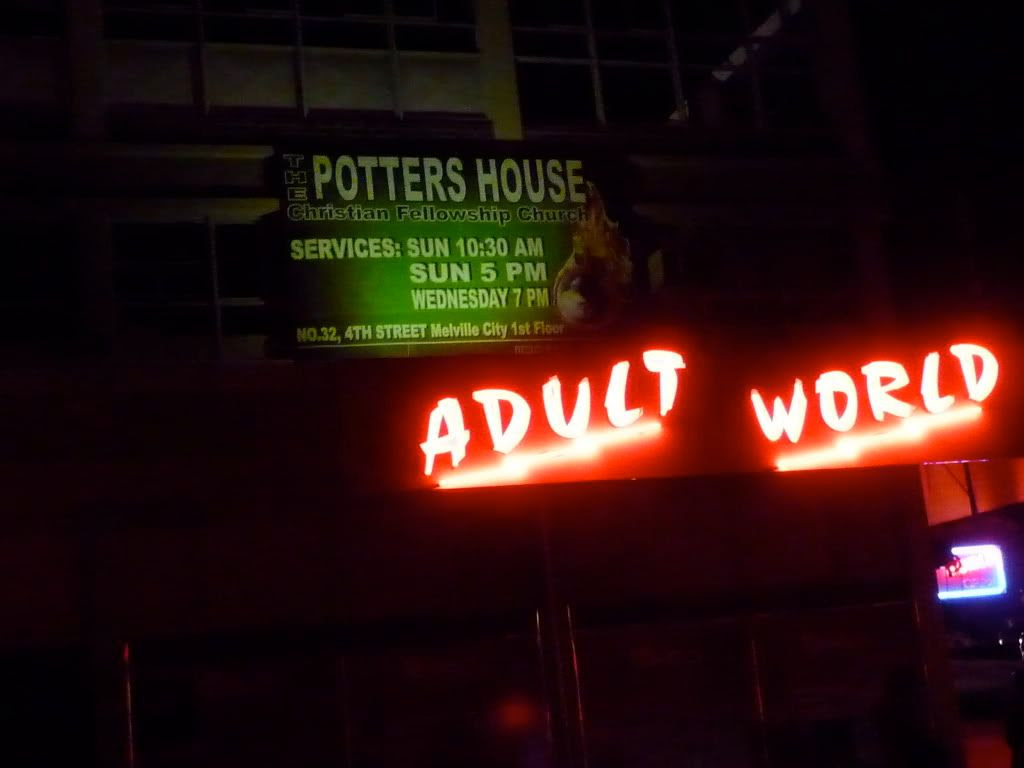 THE
POTTERS HOUSE
Christian Fellowship Church
SERVICES: SUN 10:30 AM
SUN 5 PM
WEDNESDAY 7 PM
NO.32, 4TH STREET Melville City 1st Floor
ADULT WORLD